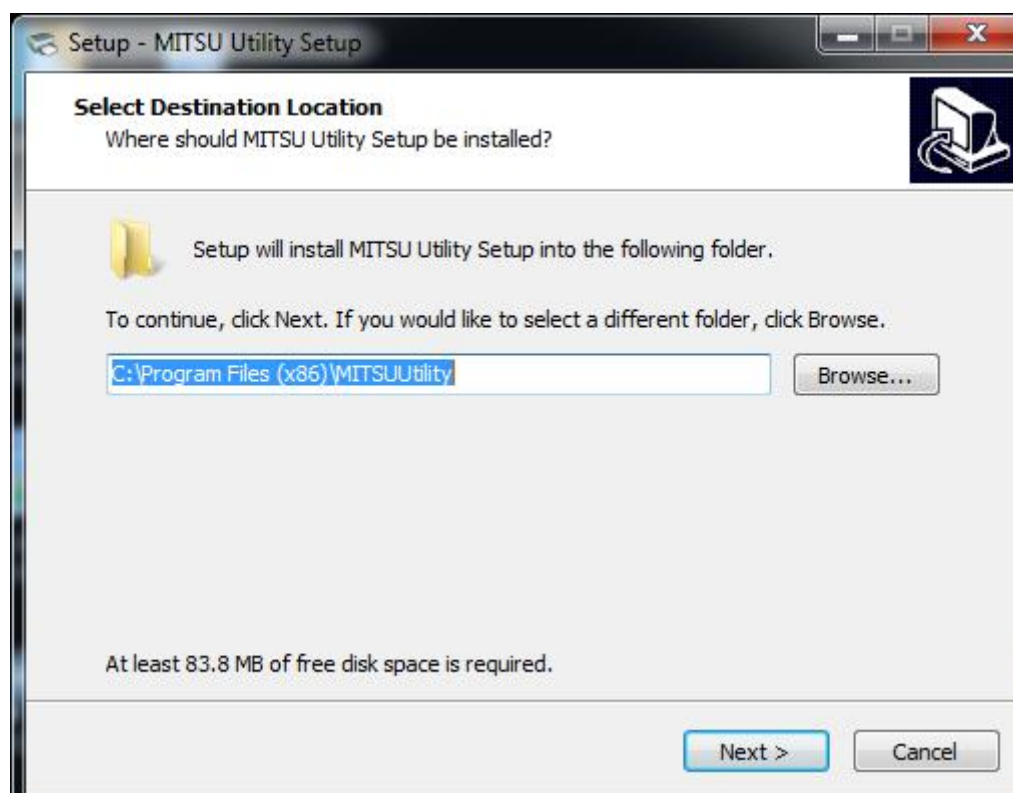 Setup - MITSU Utility Setup
Select Destination Location
Where should MITSU Utility Setup be installed?
Setup will install MITSU Utility Setup into the following folder.
To continue, click Next. If you would like to select a different folder, click Browse.
C:\Program Files (x86)\MITSUUtility
Browse...
At least 83.8 MB of free disk space is required.
Next >
Cancel